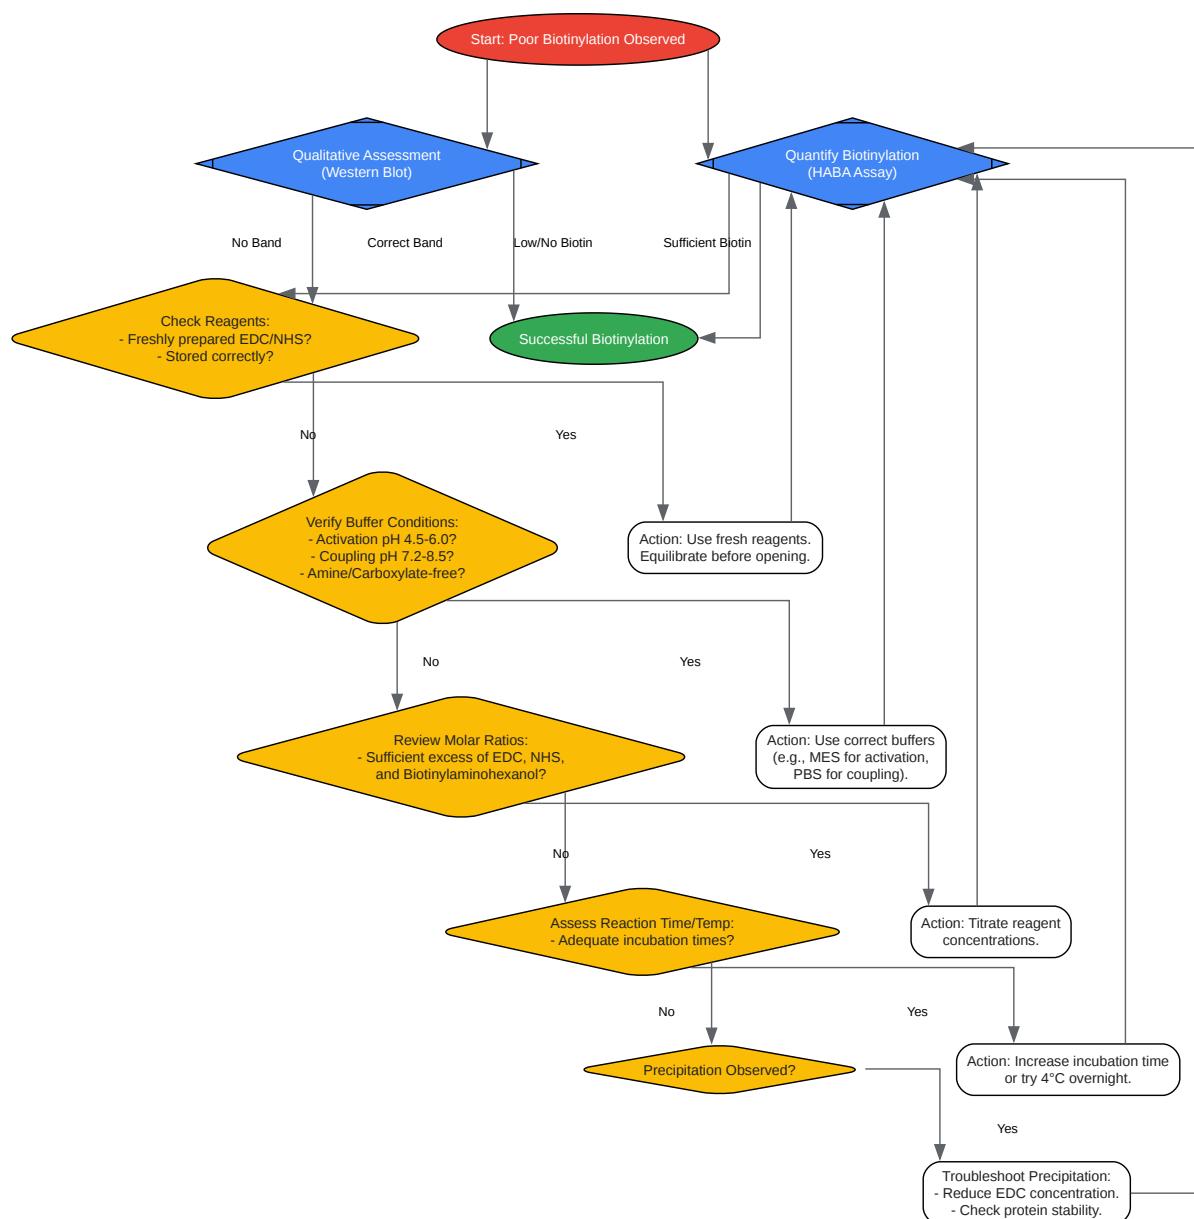 Start: Poor Biotinylation Observed
Qualitative Assessment
(Western Blot)
Quantify Biotinylation
(HABA Assay)
No Band
Correct Band
Low/No Biotin
Sufficient Biotin
Check Reagents:
- Freshly prepared EDC/NHS?
- Stored correctly?
Successful Biotinylation
No
Yes
Verify Buffer Conditions:
- Activation pH 4.5-6.0?
- Coupling pH 7.2-8.5?
- Amine/Carboxylate-free?
Action: Use fresh reagents.
Equilibrate before opening.
No
Yes
Review Molar Ratios:
- Sufficient excess of EDC, NHS,
and Biotinylaminohexanol?
Action: Use correct buffers
(e.g., MES for activation,
PBS for coupling).
No
Yes
Assess Reaction Time/Temp:
- Adequate incubation times?
Action: Titrate reagent
concentrations.
No
Yes
Precipitation Observed?
Action: Increase incubation time
or try 4°C overnight.
Yes
Troubleshoot Precipitation:
- Reduce EDC concentration.
- Check protein stability.